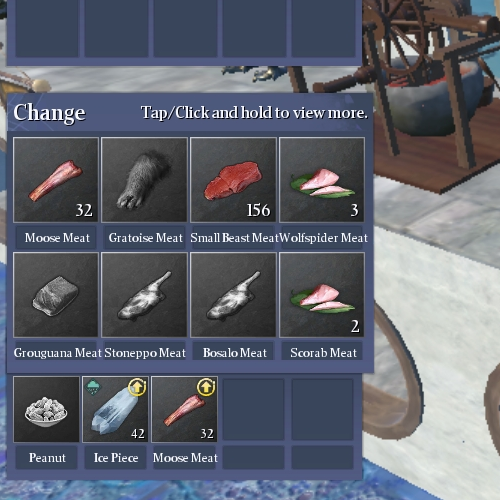 Change
Tap/Click and hold to view more.
32
156
3
Moose Meat
Gratoise Meat
Small Beast Meat
Wolfspider Meat
2
Grouguana Meat
Stoneppo Meat
Bosalo Meat
Scorab Meat
42
32
Peanut
Ice Piece
Moose Meat